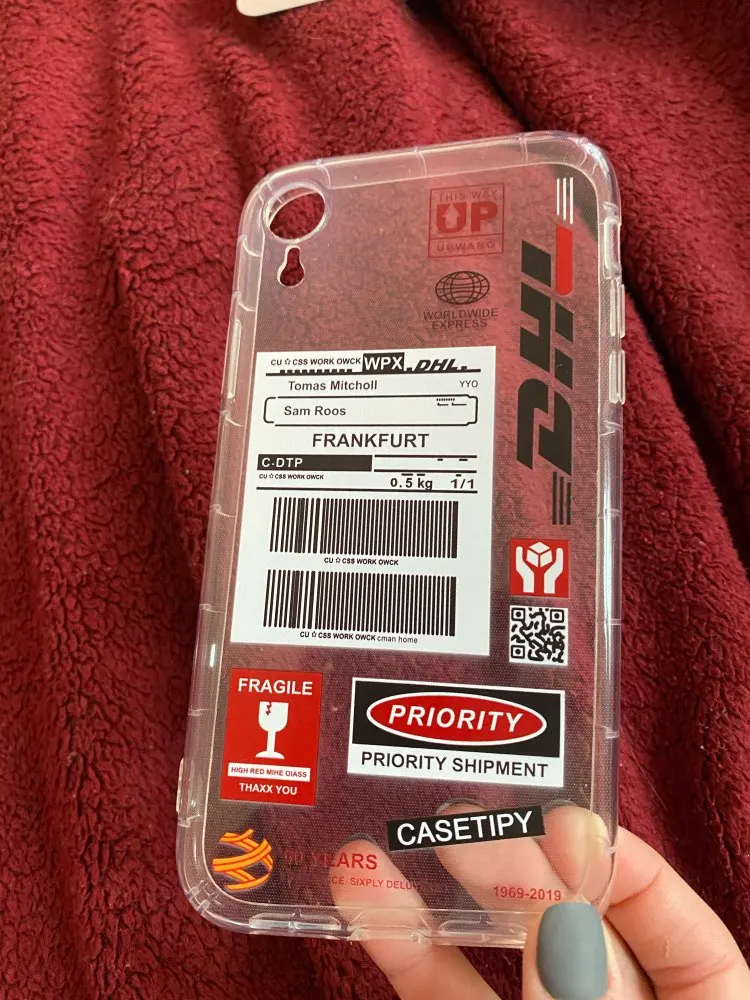 THIS WAY
UP
UPWARD
WORLDWIDE
EXPRESS
DHL
CU ☆ CSS WORK OWCK WPX DHL
Tomas Mitcholl YYO
Sam Roos
FRANKFURT
C-DTP
CU ☆ CSS WORK OWCK 0.5 kg 1/1
CU ☆ CSS WORK OWCK
CU ☆ CSS WORK OWCK cman home
FRAGILE
HIGH RED MIHE OIASS
THAXX YOU
PRIORITY
PRIORITY SHIPMENT
CASETIPY
YEARS
SIXPLY
1969-2019